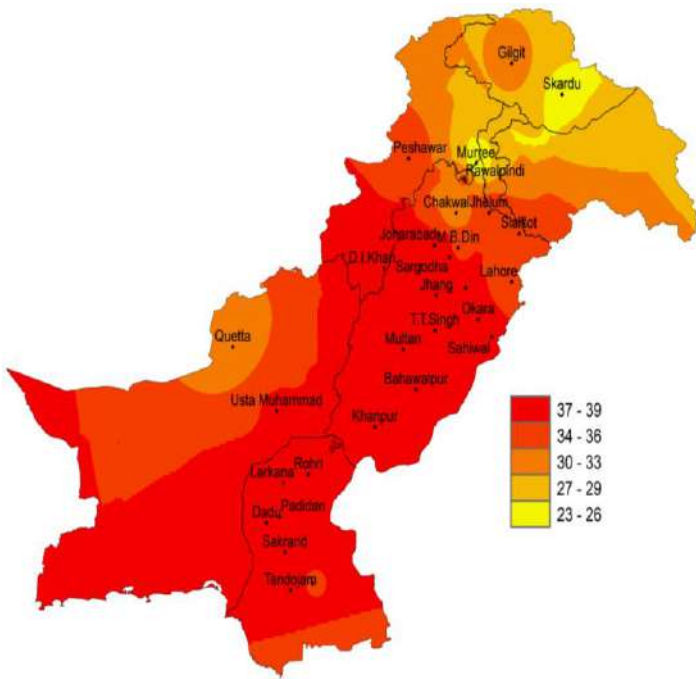 Gilgit
Skardu
Peshawar
Murree
Rawalpindi
Chakwal Jhelum
Joharabad M.B.Din
D.I.Khan
Sargodha
Lahore
Jhang
Okara
T.T.Singh
Quetta
Multan
Sahiwal
Bahawalpur
Usta Muhammad
Khanpur
Rohri
Larkana
Padidan
Dadu
Sakrand
Tandojam
37 - 39
34 - 36
30 - 33
27 - 29
23 - 26